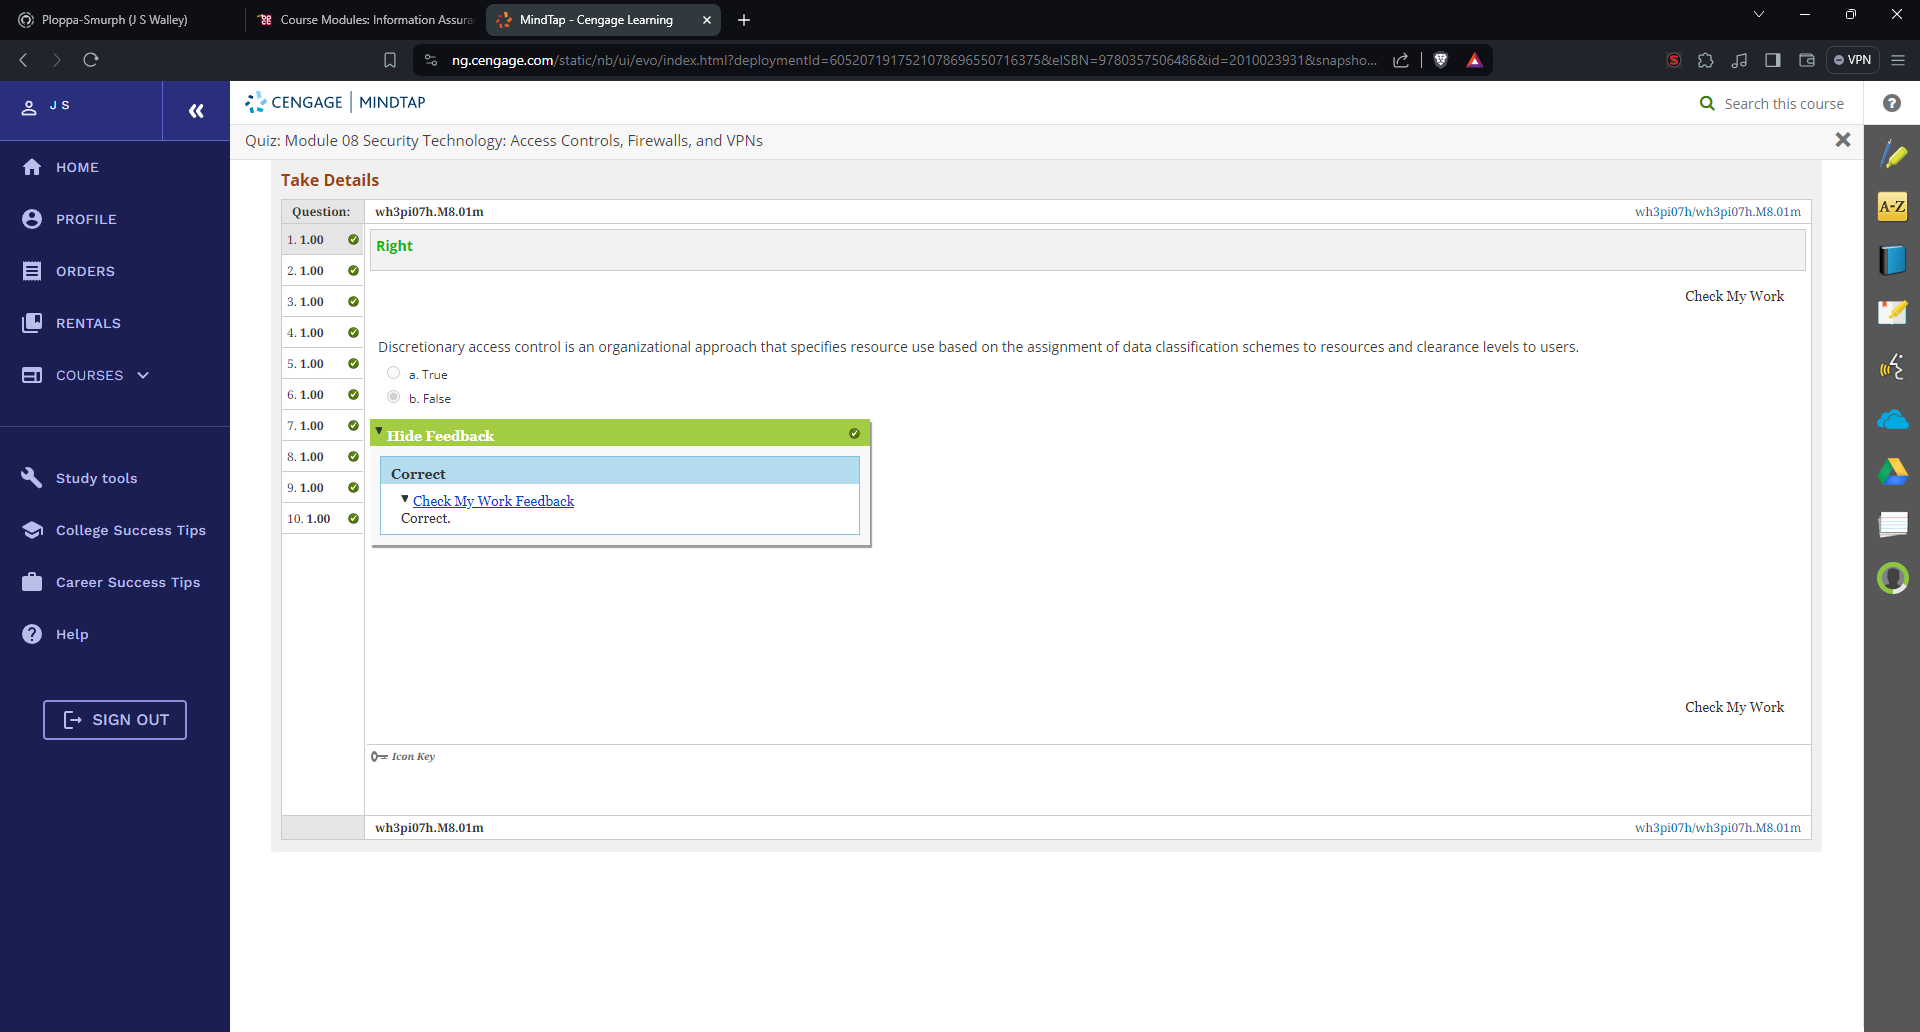 Ploppa-Smurph (J S Walley)
Course Modules: Information Assura
MindTap - Cengage Learning
ng.cengage.com/static/nb/ui/evo/index.html?deploymentId=6052071917521078696550716375&eISBN=9780357506486&id=2010023931&snapsho...
VPN
J S
«
CENGAGE | MINDTAP
Search this course
Quiz: Module 08 Security Technology: Access Controls, Firewalls, and VPNs
HOME
PROFILE
ORDERS
RENTALS
COURSES
Study tools
College Success Tips
Career Success Tips
Help
SIGN OUT
Take Details
Question:
wh3pi07h.M8.01m
wh3pi07h/wh3pi07h.M8.01m
1. 1.00
2. 1.00
3. 1.00
4. 1.00
5. 1.00
6. 1.00
7. 1.00
8. 1.00
9. 1.00
10. 1.00
Right
Check My Work
Discretionary access control is an organizational approach that specifies resource use based on the assignment of data classification schemes to resources and clearance levels to users.
a. True
b. False
Hide Feedback
Correct
Check My Work Feedback
Correct.
Check My Work
Icon Key
wh3pi07h.M8.01m
wh3pi07h/wh3pi07h.M8.01m
A-Z